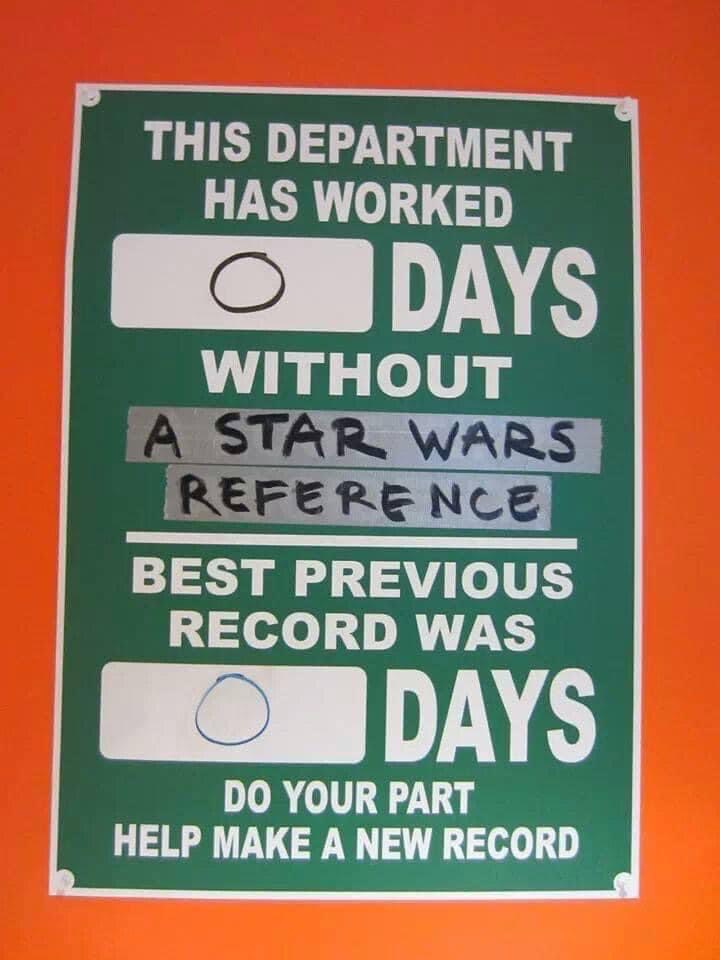 THIS DEPARTMENT
HAS WORKED
0 DAYS
WITHOUT
A STAR WARS
REFERENCE
BEST PREVIOUS
RECORD WAS
0 DAYS
DO YOUR PART
HELP MAKE A NEW RECORD